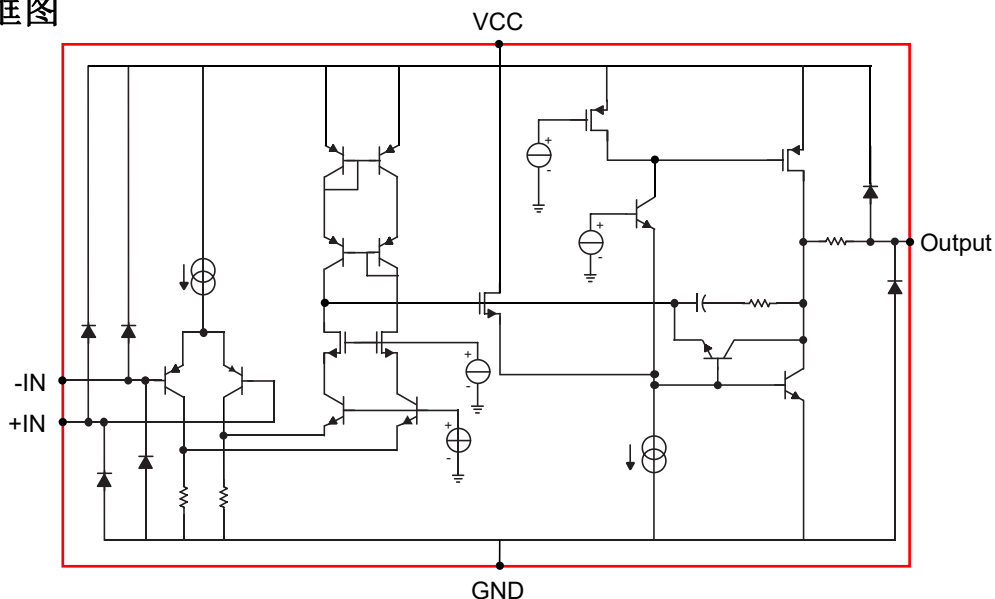 框图
VCC
+
-
+
-
Output
+
-
-IN
+IN
+
-
GND